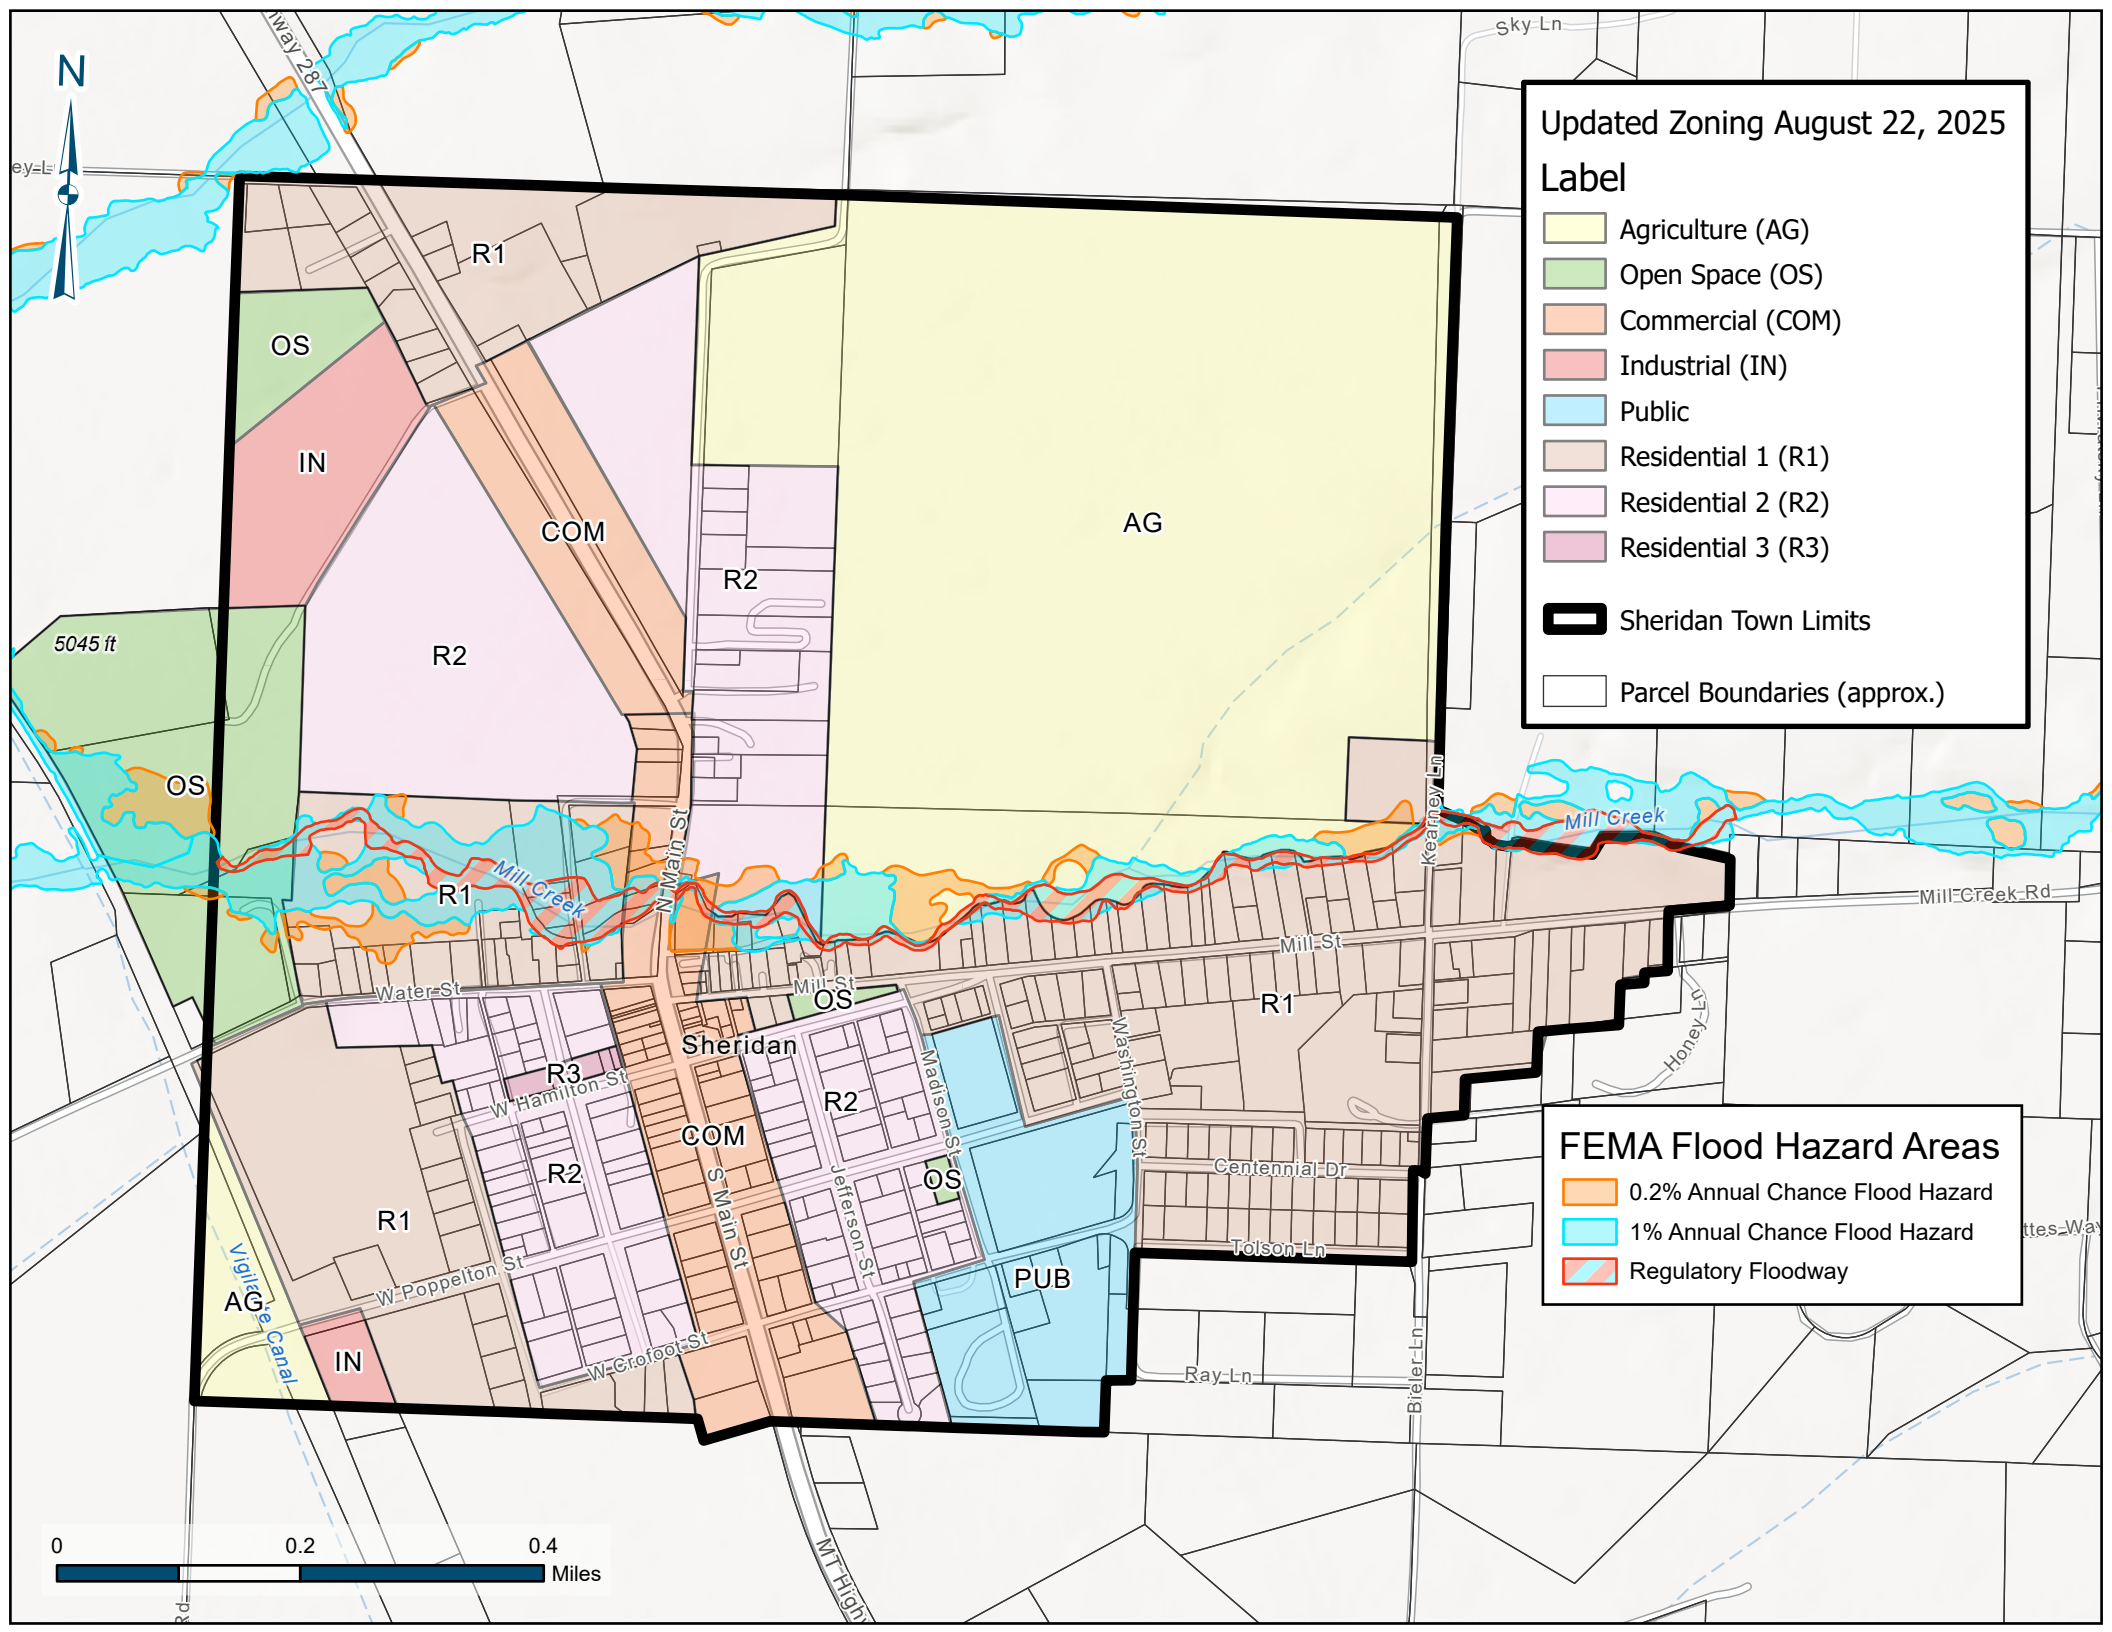 Sky Ln
N
Updated Zoning August 22, 2025
Label
Agriculture (AG)
Open Space (OS)
Commercial (COM)
Industrial (IN)
Public
Residential 1 (R1)
Residential 2 (R2)
Residential 3 (R3)
Sheridan Town Limits
Parcel Boundaries (approx.)
287
R1
OS
IN
COM
AG
R2
R2
5045 ft
OS
N Main St
Kearney Ln
Mill Creek
Mill Creek
R1
Mill Creek Rd
Mill St
Water St
Mill St
OS
R1
Honey Ln
Sheridan
R3
W Hamilton St
R2
Madison St
Washington St
COM
R2
OS
Centennial Dr
S Main St
Jefferson St
R1
Tolson Ln
PUB
W Poppelton St
Vigilante Canal
AG
IN
W Crofoot St
Ray Ln
Bieler Ln
FEMA Flood Hazard Areas
0.2% Annual Chance Flood Hazard
1% Annual Chance Flood Hazard
Regulatory Floodway
ttes Way
0 0.2 0.4
Miles
MT Highw
Rd